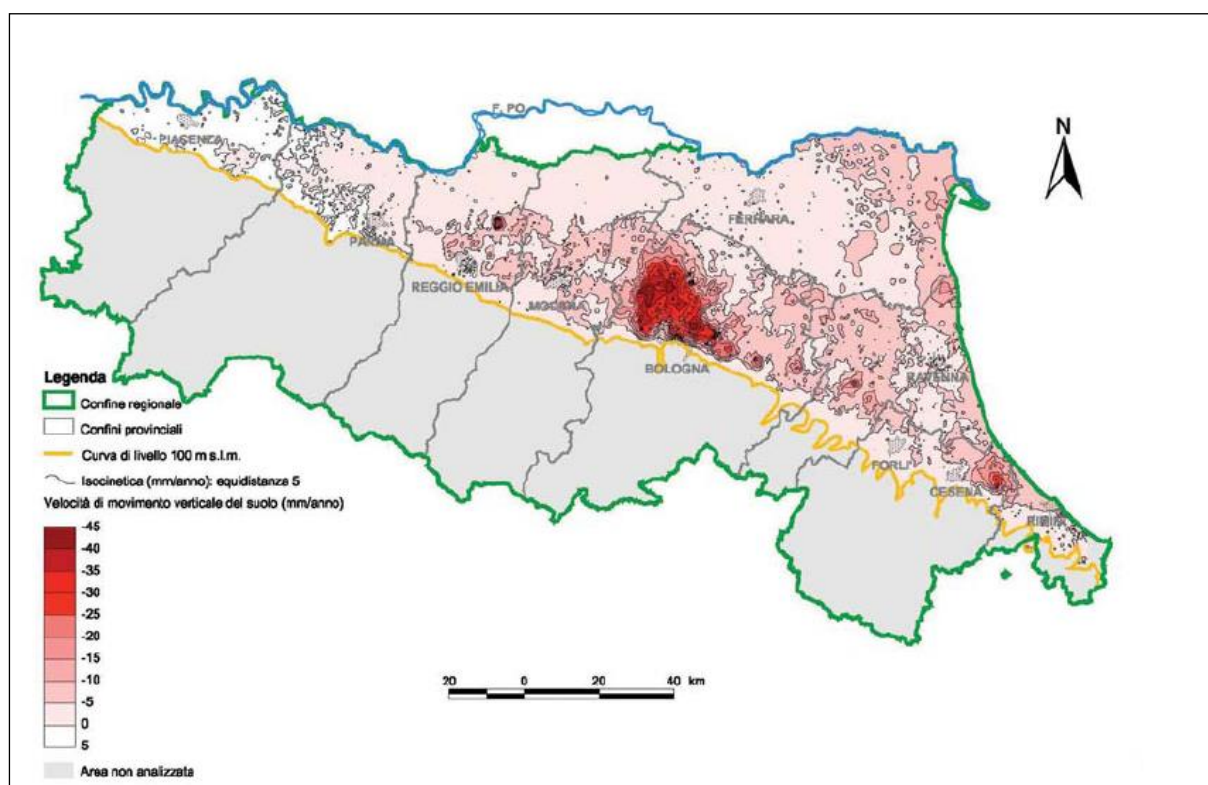 F. PO
N
PIACENZA
FERRARA
PARMA
REGGIO EMILIA
MODENA
BOLOGNA
RAVENNA
FORLI'
CESENA
RIMINI
Legenda
Confine regionale
Confini provinciali
Curva di livello 100 m s.l.m.
Isocinetica (mm/anno): equidistanza 5
Velocità di movimento verticale del suolo (mm/anno)
-45
-40
-35
-30
-25
-20
-15
-10
-5
0
5
Area non analizzata
20 0 20 40 km